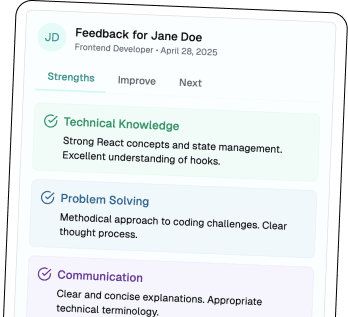 JD
Feedback for Jane Doe
Frontend Developer • April 28, 2025
Strengths
Improve
Next
Technical Knowledge
Strong React concepts and state management.
Excellent understanding of hooks.
Problem Solving
Methodical approach to coding challenges. Clear
thought process.
Communication
Clear and concise explanations. Appropriate
technical terminology.